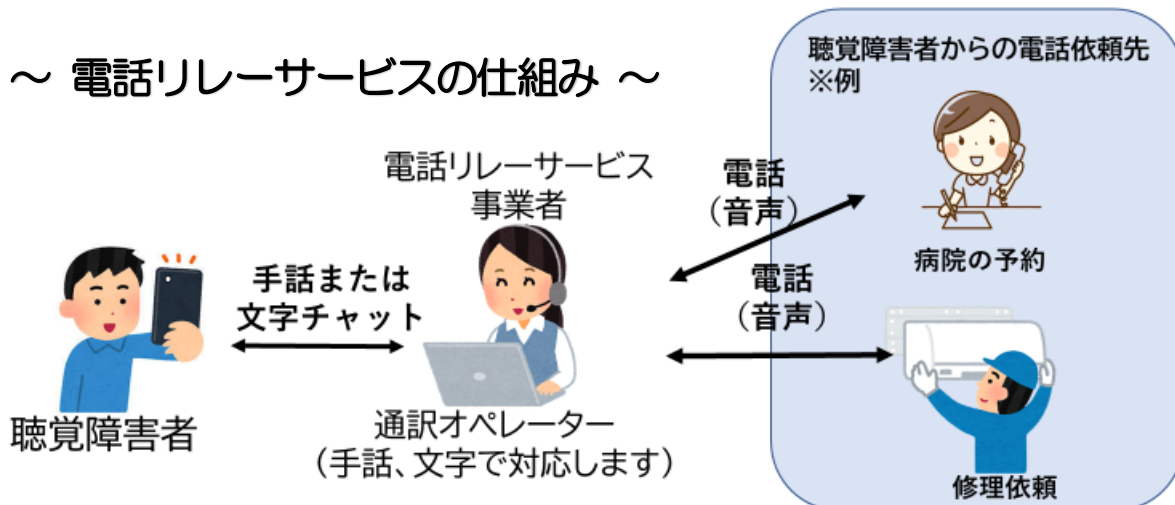 ～ 電話リレーサービスの仕組み ～
聴覚障害者からの電話依頼先
※例
電話リレーサービス
事業者
電話
（音声）
病院の予約
手話または
文字チャット
電話
（音声）
聴覚障害者
通訳オペレーター
（手話、文字で対応します）
修理依頼